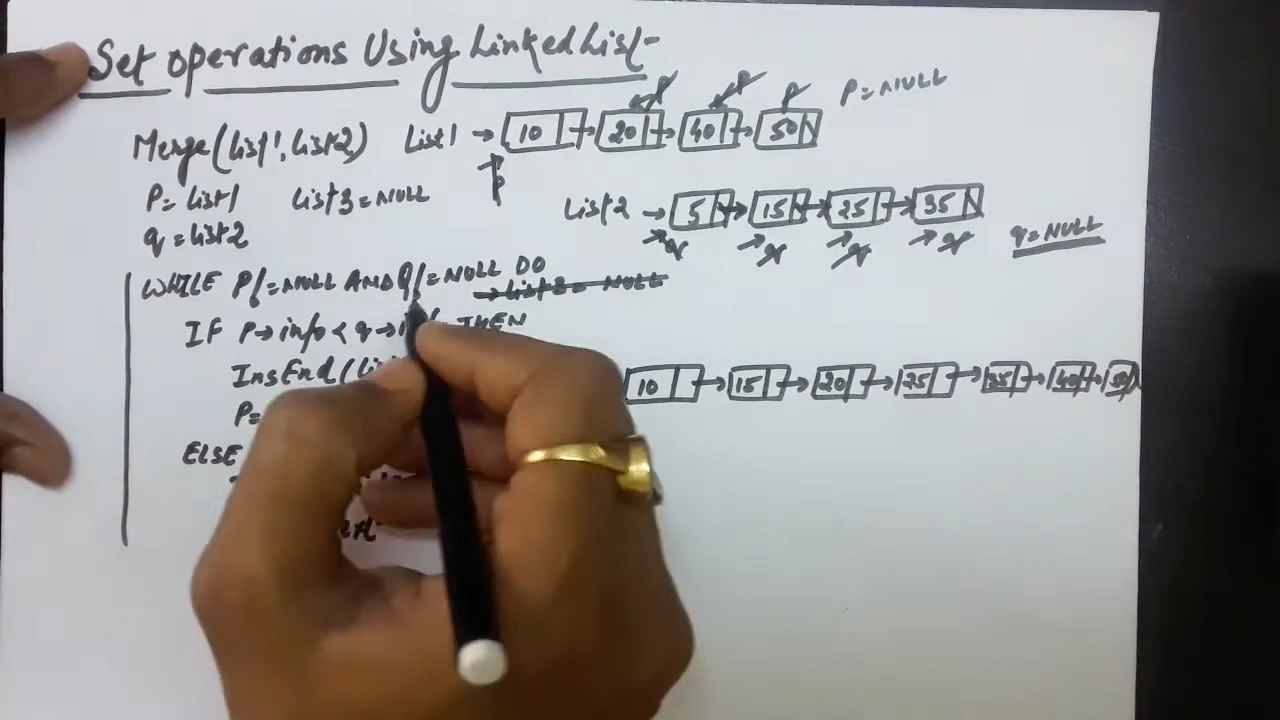 Set operations Using Linked List
Merge(List1, List2) List1 → 10 20 40 50 P = NULL
P P P P
P = List1 List3 = NULL
q = List2
List2 → 5 15 25 35
q q q q q = NULL
WHILE P!=NULL AND q!=NULL DO
→ List3 = NULL
IF P→info < q→ THEN
InsEnd(
P=
10 15 20 25 35 40 50
ELSE